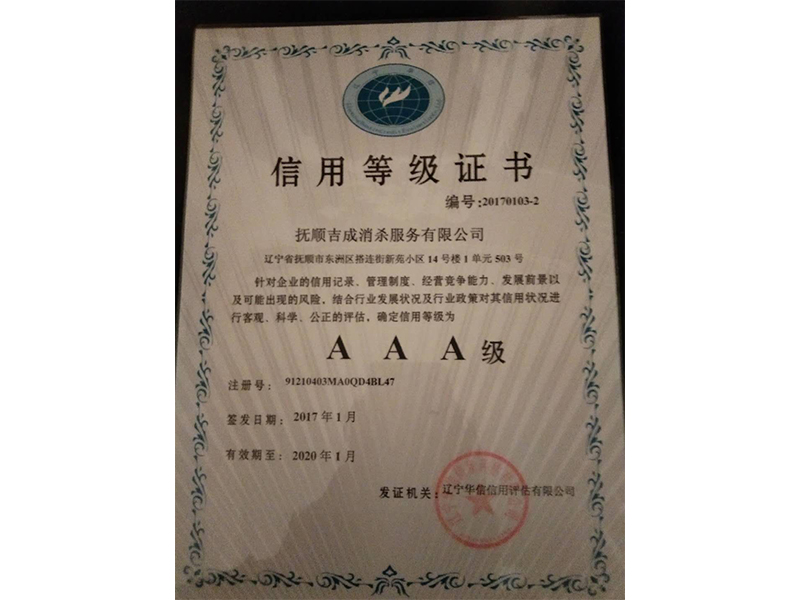 信用等级证书
编号:20170103-2
抚顺吉成消杀服务有限公司
辽宁省抚顺市东洲区搭连街新苑小区14号楼1单元503号
针对企业的信用记录、管理制度、经营竞争能力、发展前景以
及可能出现的风险，结合行业发展状况及行业政策对其信用状况进
行客观、科学、公正的评估，确定信用等级为
A A A 级
注册号: 91210403MA0QD4BL47
签发日期: 2017年1月
有效期至: 2020年1月
发证机关: 辽宁华信信用评估有限公司